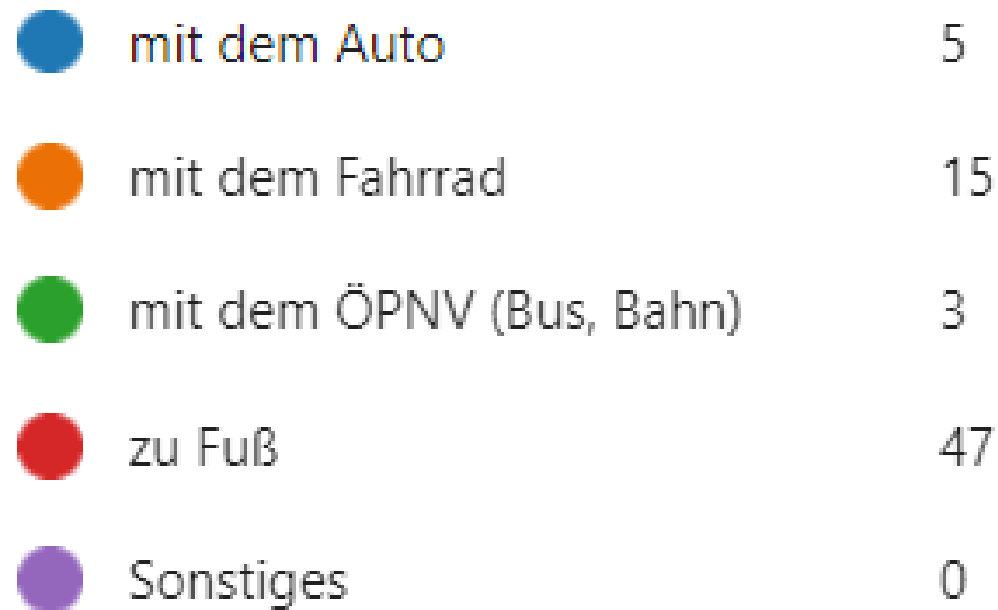 mit dem Auto 5
mit dem Fahrrad 15
mit dem ÖPNV (Bus, Bahn) 3
zu Fuß 47
Sonstiges 0